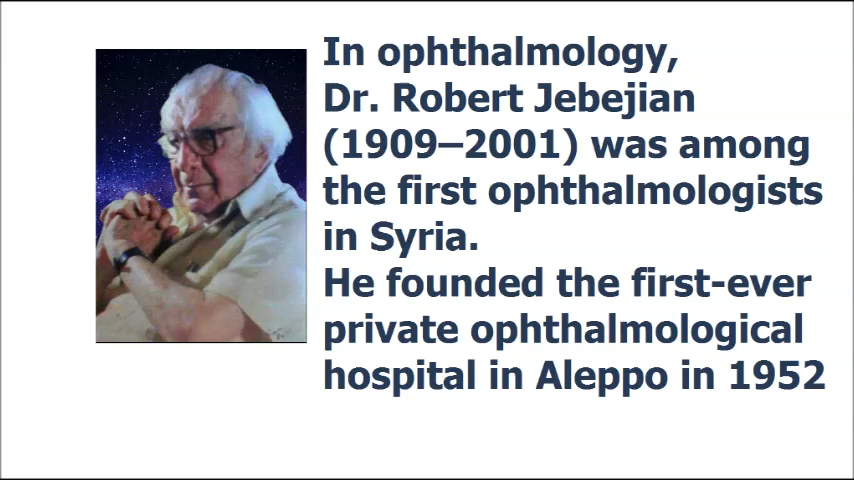 In ophthalmology,
Dr. Robert Jebejian
(1909–2001) was among
the first ophthalmologists
in Syria.
He founded the first-ever
private ophthalmological
hospital in Aleppo in 1952